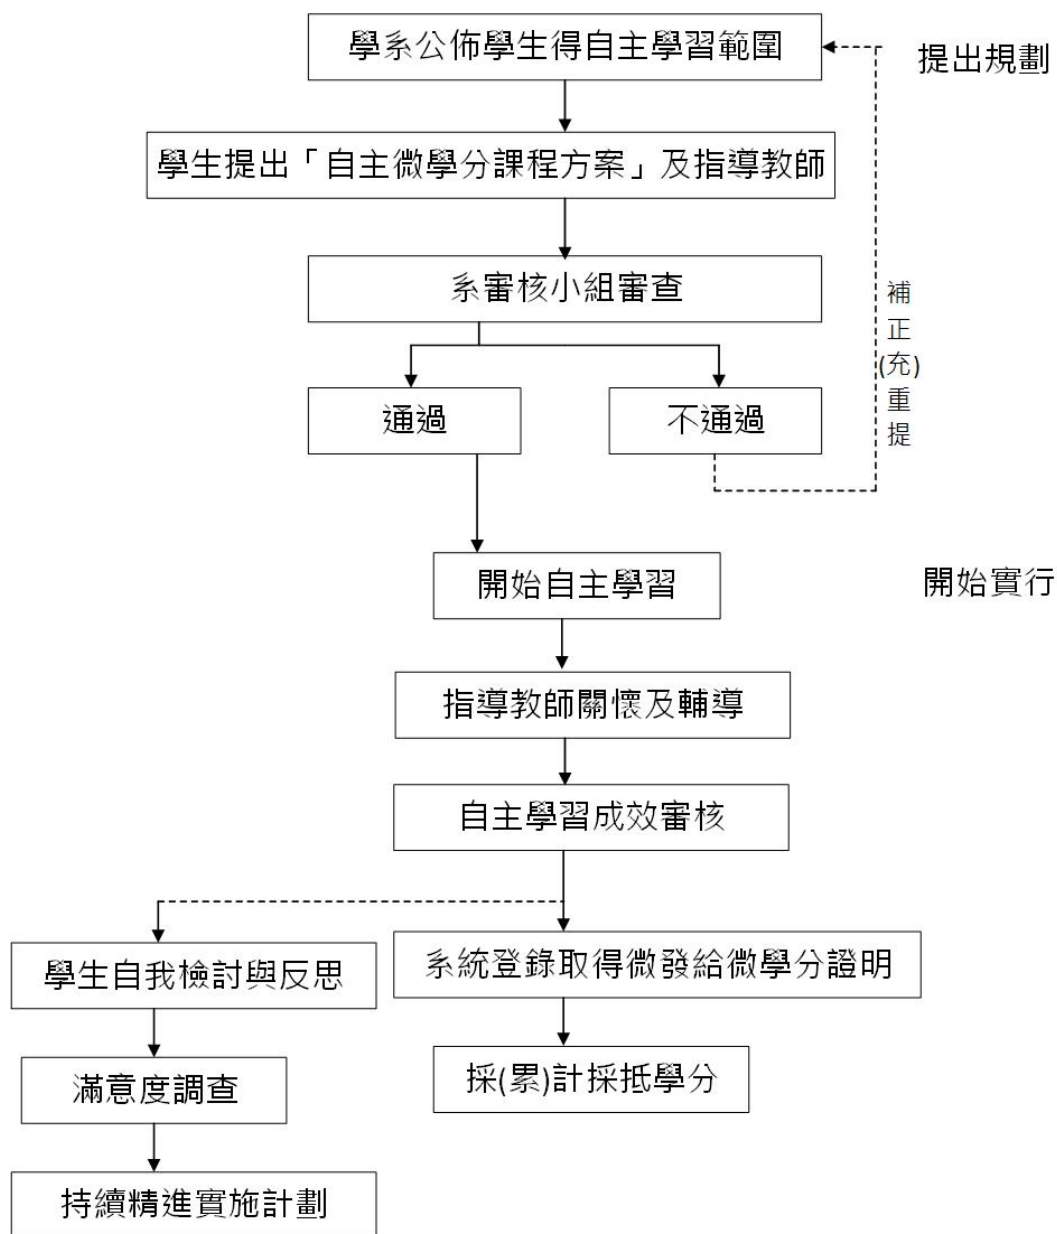 學系公佈學生得自主學習範圍
提出規劃
學生提出「自主微學分課程方案」及指導教師
系審核小組審查
補正(充)重提
通過
不通過
開始自主學習
開始實行
指導教師關懷及輔導
自主學習成效審核
學生自我檢討與反思
系統登錄取得微發給微學分證明
滿意度調查
採(累)計採抵學分
持續精進實施計劃